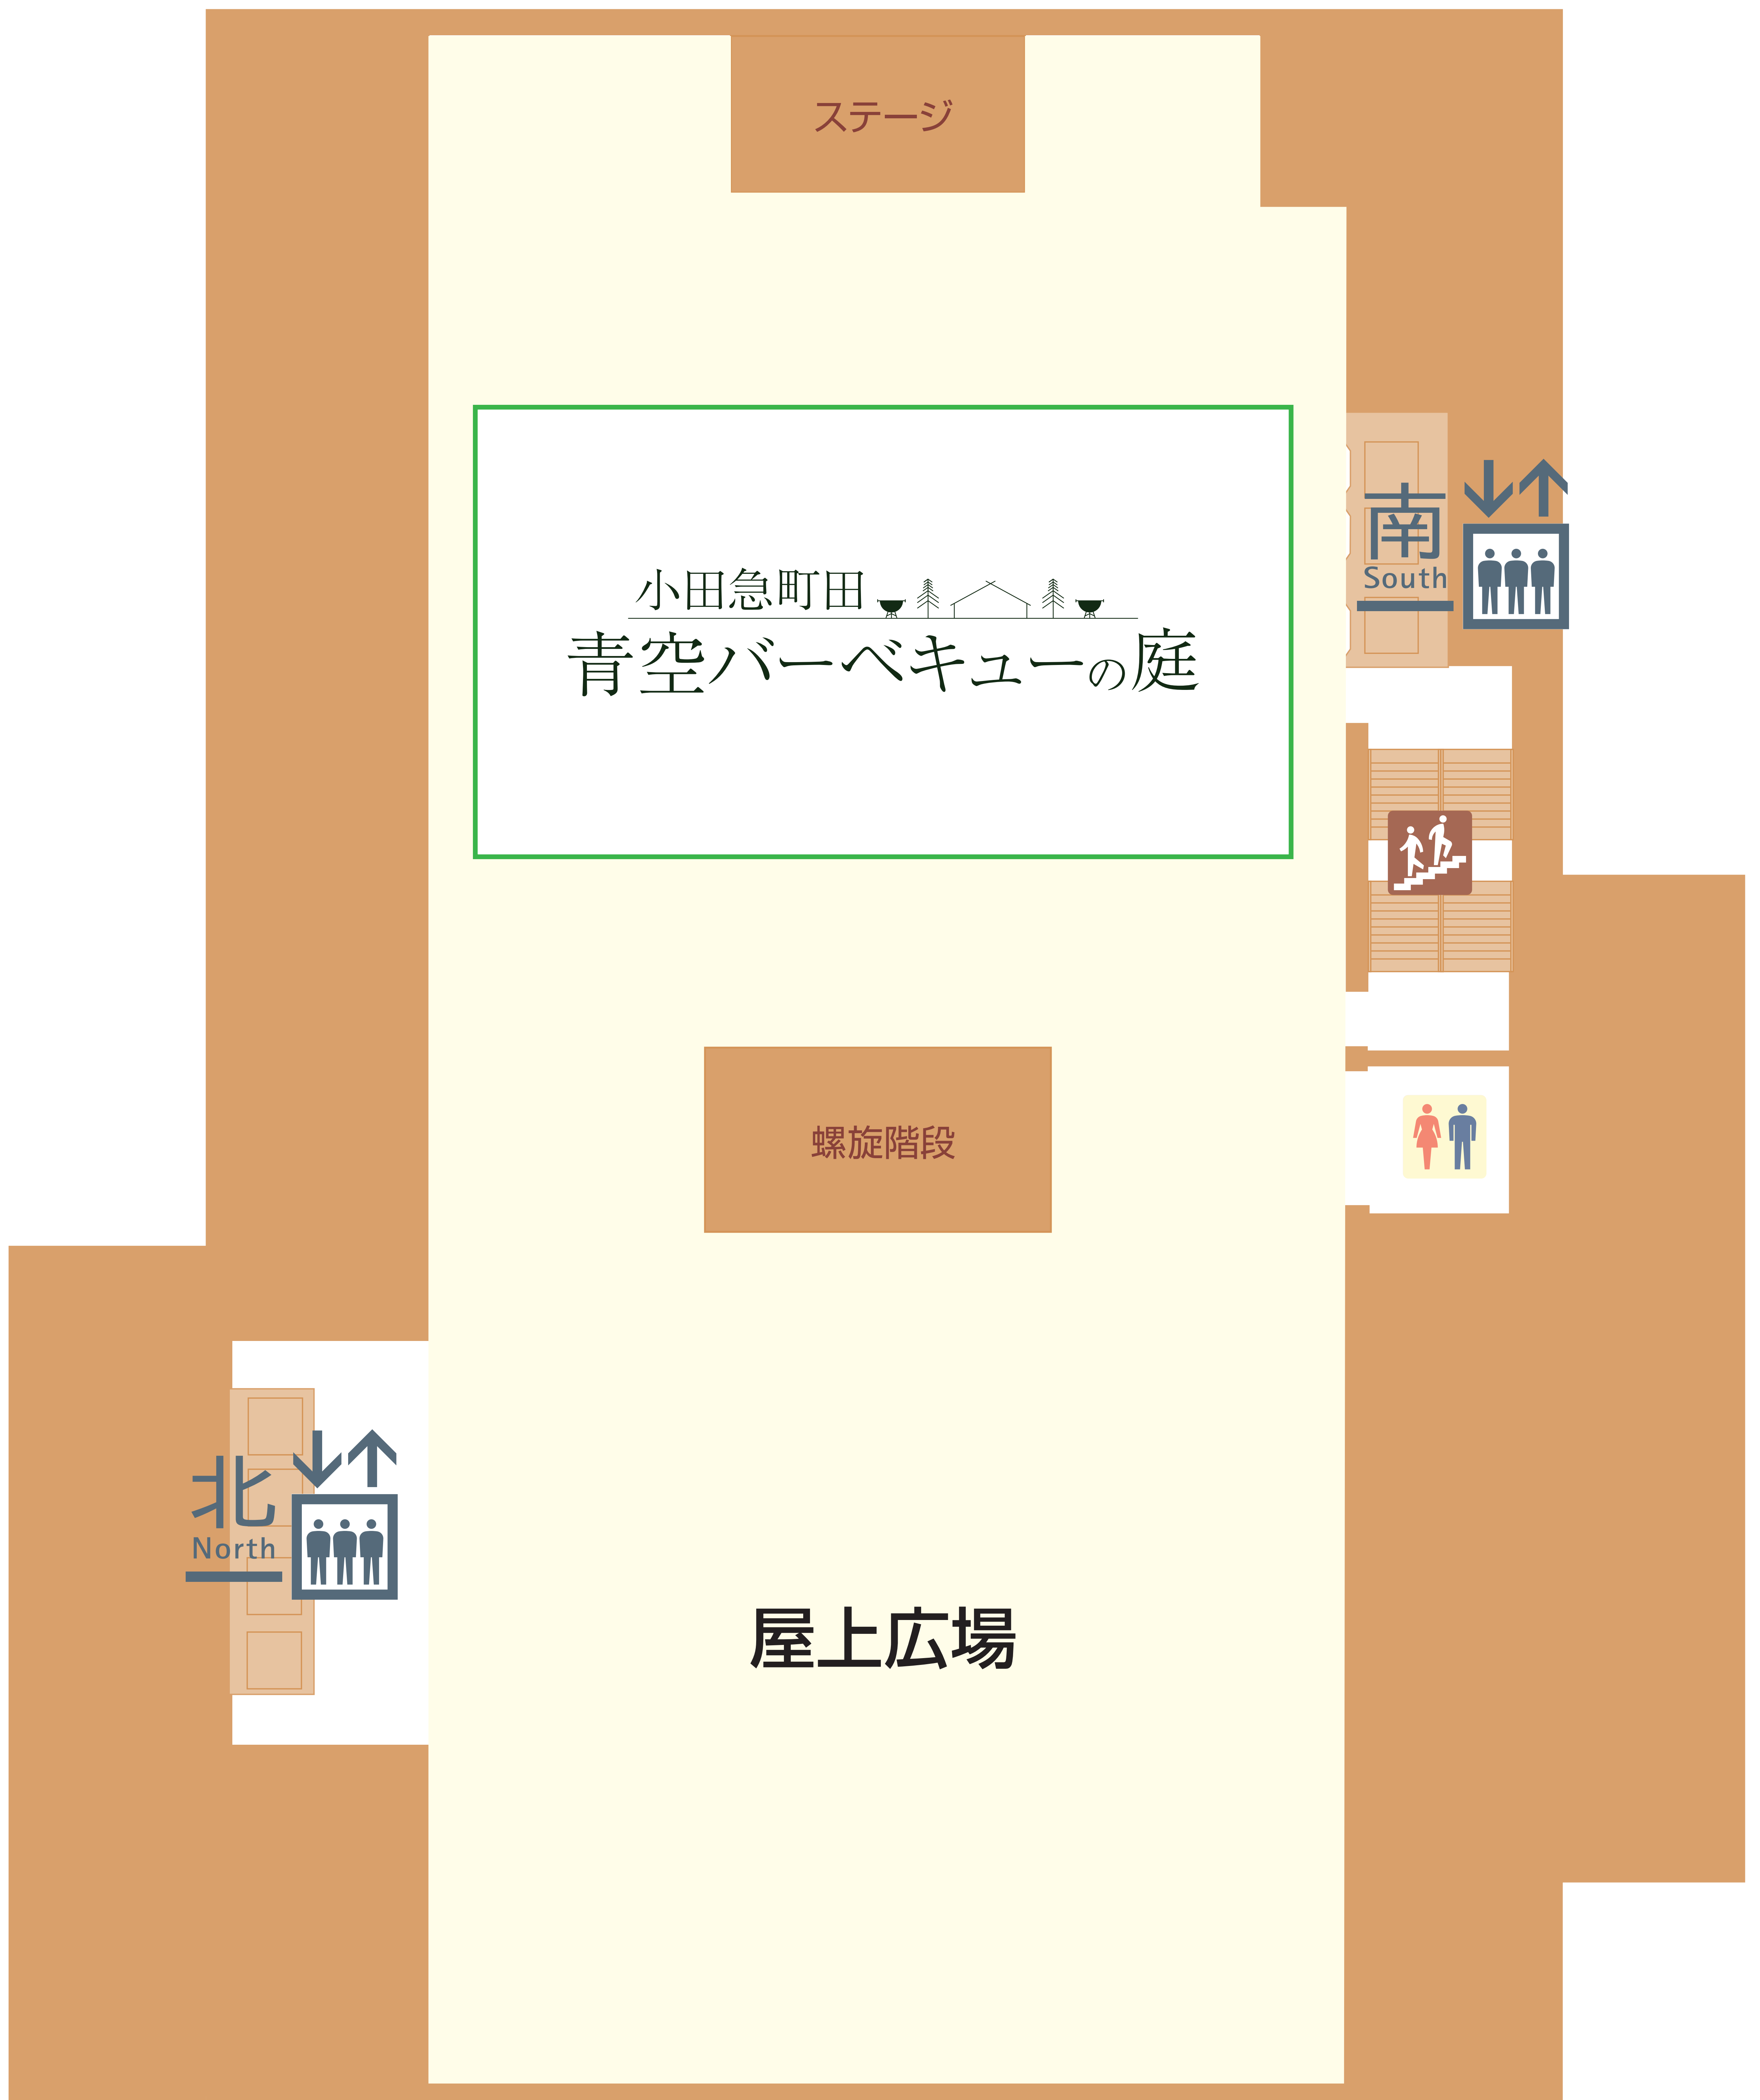 ステージ
南
South
小田急町田
青空バーベキューの庭
螺旋階段
北
North
屋上広場